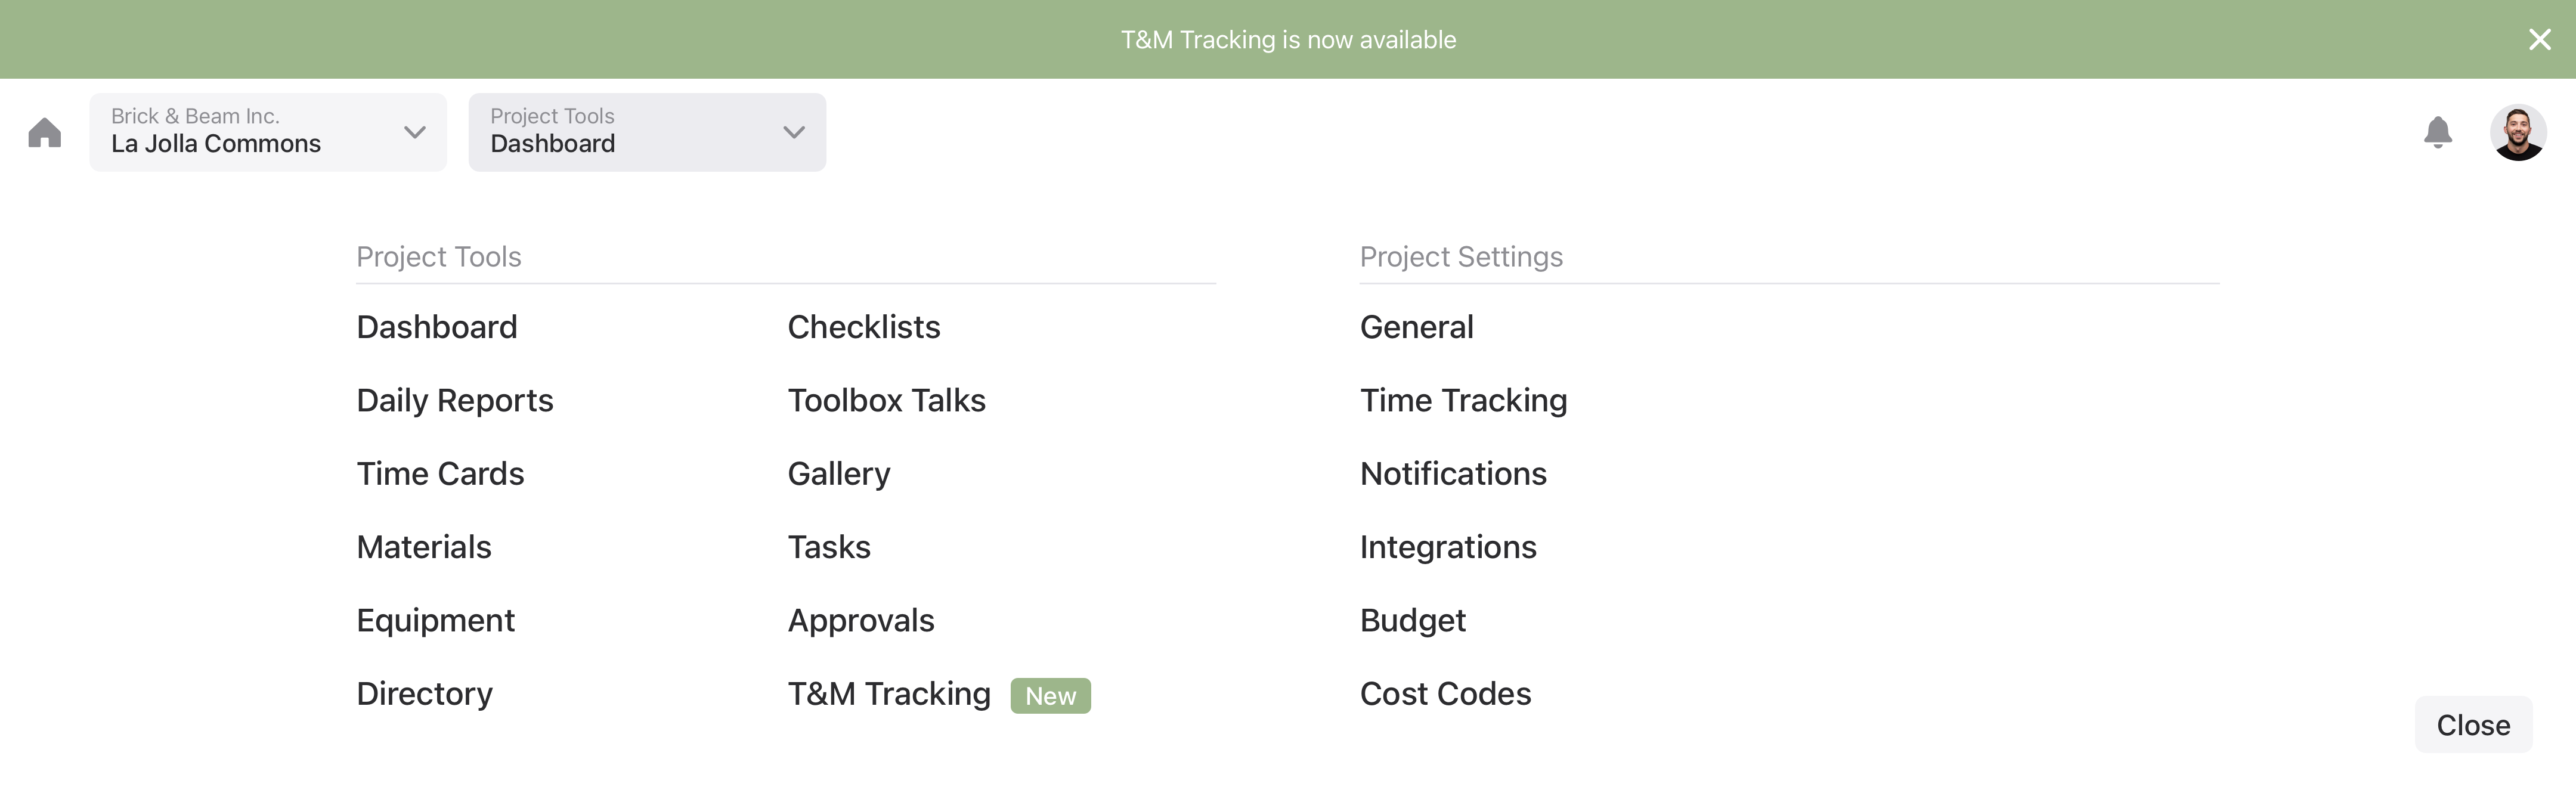 T&M Tracking is now available
Brick & Beam Inc.
La Jolla Commons
Project Tools
Dashboard
Project Tools
Dashboard
Daily Reports
Time Cards
Materials
Equipment
Directory
Checklists
Toolbox Talks
Gallery
Tasks
Approvals
T&M Tracking New
Project Settings
General
Time Tracking
Notifications
Integrations
Budget
Cost Codes
Close